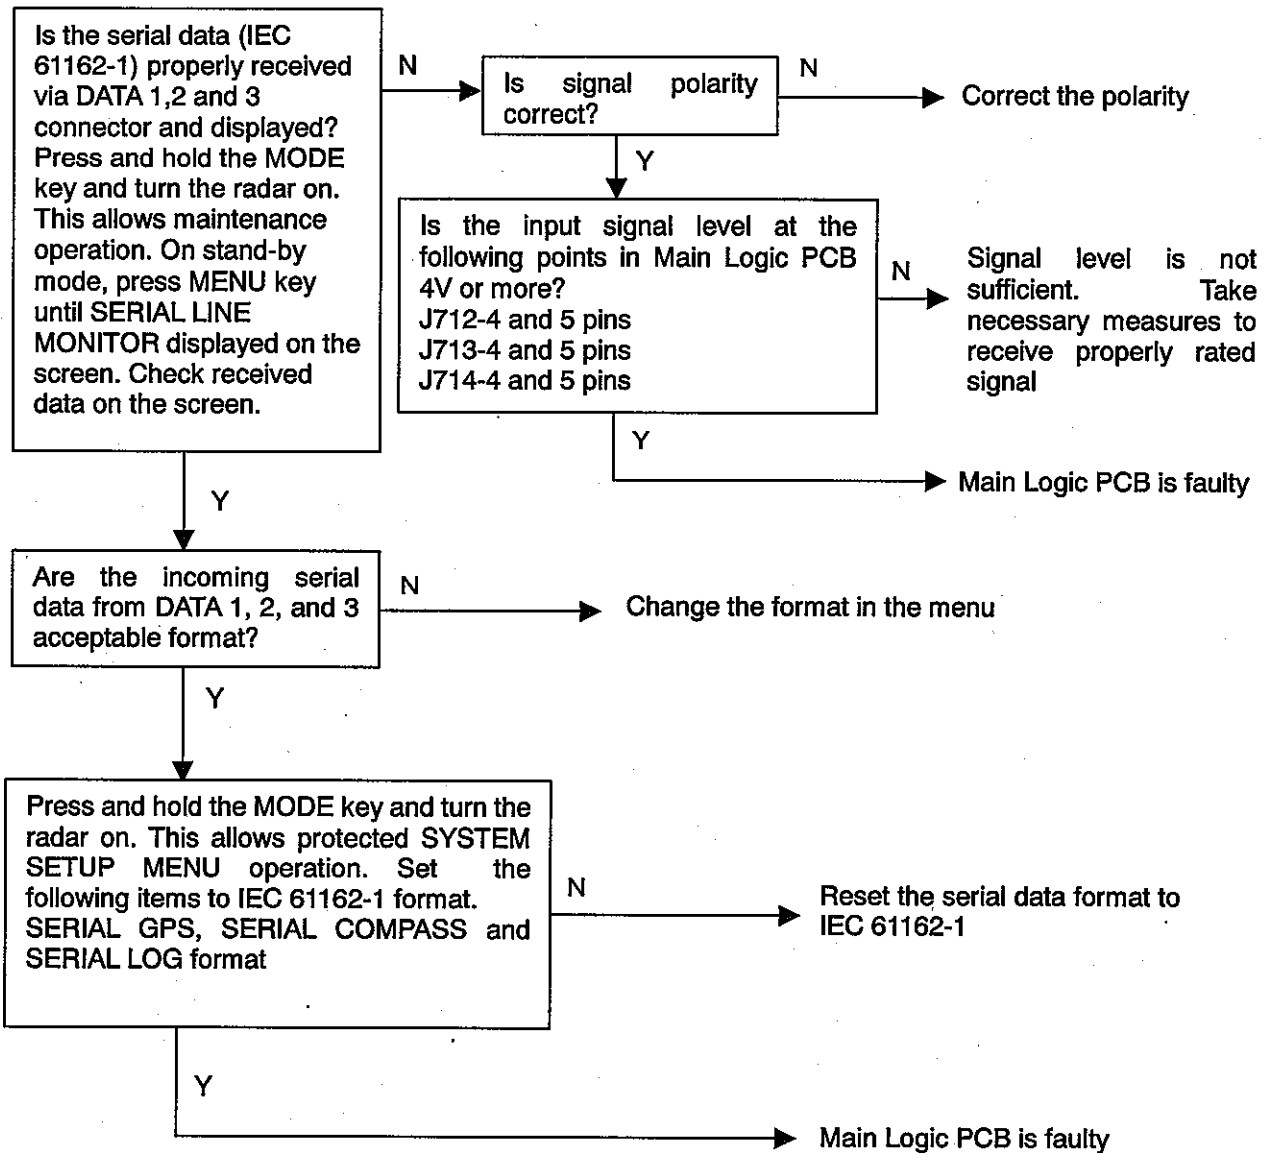 Is the serial data (IEC
61162-1) properly received
via DATA 1,2 and 3
connector and displayed?
Press and hold the MODE
key and turn the radar on.
This allows maintenance
operation. On stand-by
mode, press MENU key
until SERIAL LINE
MONITOR displayed on the
screen. Check received
data on the screen.
N
Is signal polarity
correct?
N
Correct the polarity
Y
Is the input signal level at the
following points in Main Logic PCB
4V or more?
J712-4 and 5 pins
J713-4 and 5 pins
J714-4 and 5 pins
N
Signal level is not
sufficient. Take
necessary measures to
receive properly rated
signal
Y
Main Logic PCB is faulty
Y
Are the incoming serial
data from DATA 1, 2, and 3
acceptable format?
N
Change the format in the menu
Y
Press and hold the MODE key and turn the
radar on. This allows protected SYSTEM
SETUP MENU operation. Set the
following items to IEC 61162-1 format.
SERIAL GPS, SERIAL COMPASS and
SERIAL LOG format
N
Reset the serial data format to
IEC 61162-1
Y
Main Logic PCB is faulty